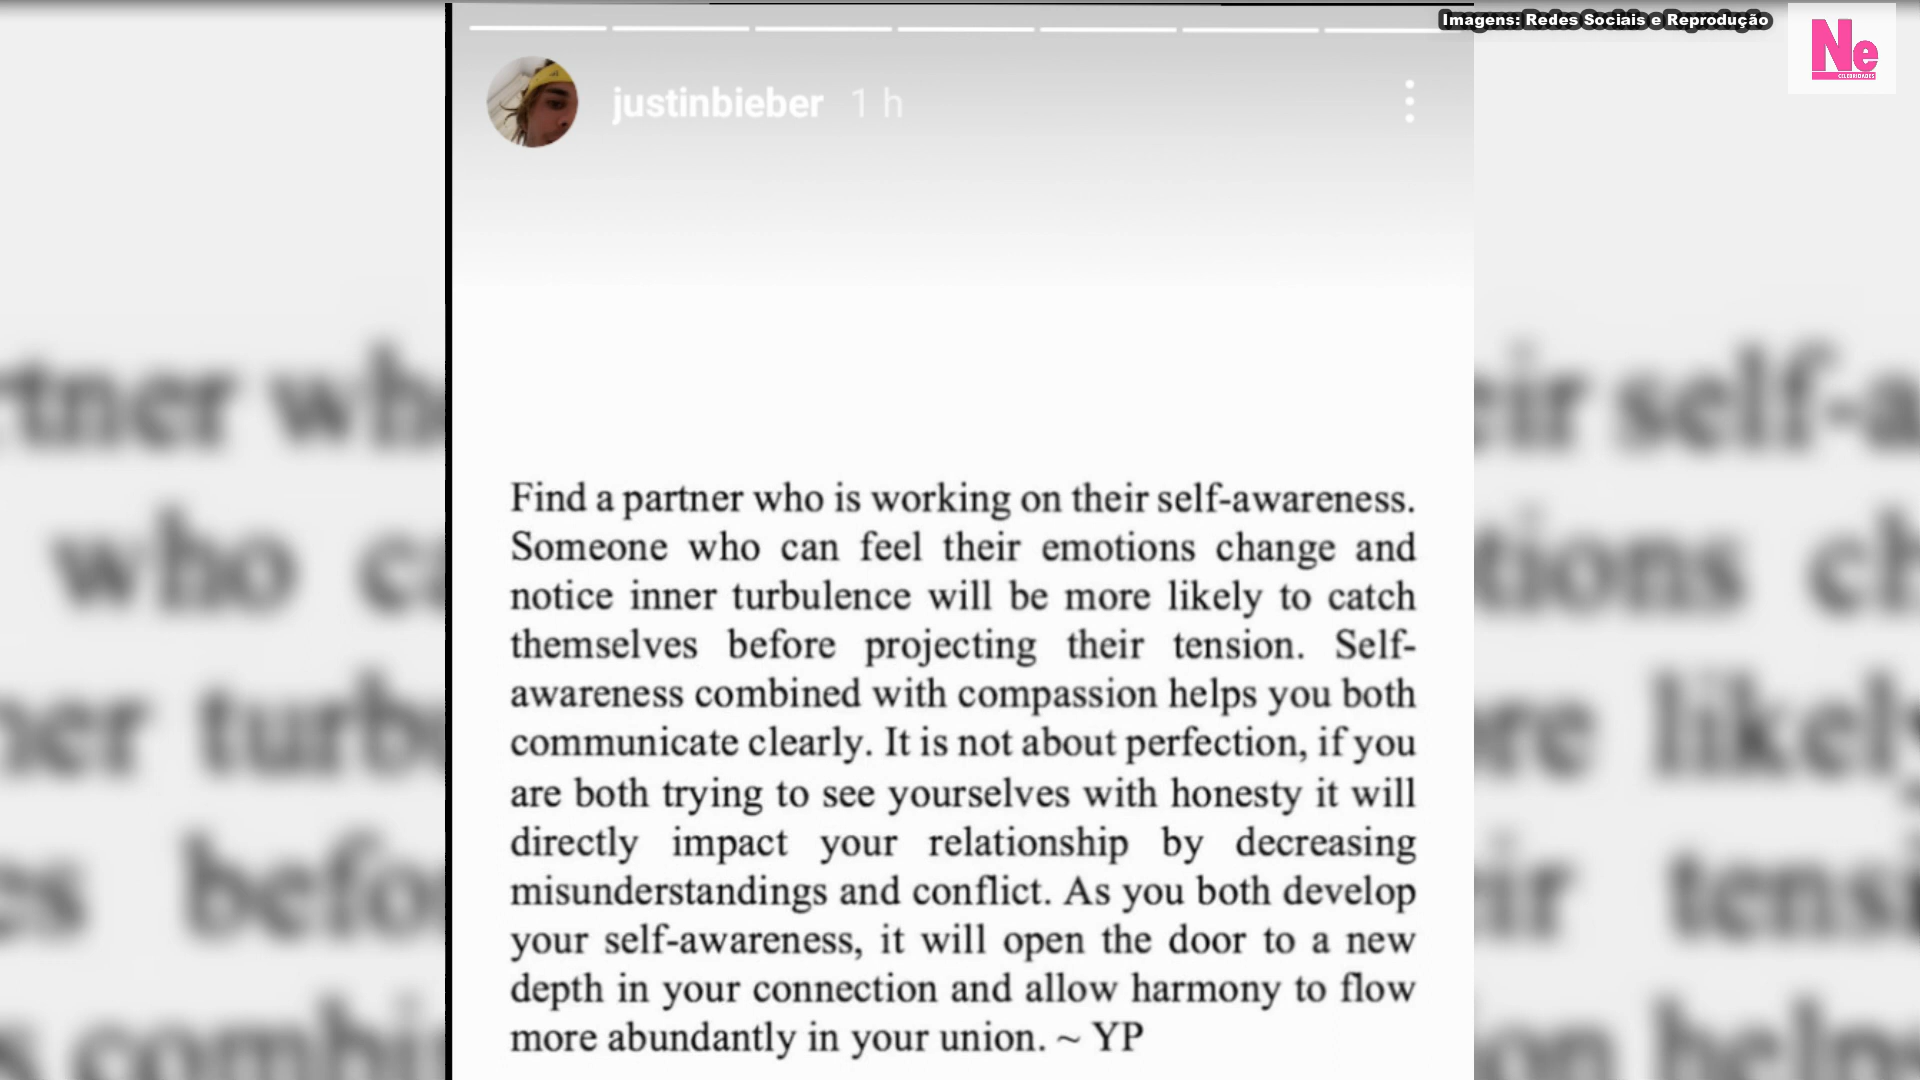 Imagens: Redes Sociais e Reprodução
Ne
CELEBRIDADES
justinbieber 1 h
Find a partner who is working on their self-awareness.
Someone who can feel their emotions change and
notice inner turbulence will be more likely to catch
themselves before projecting their tension. Self-
awareness combined with compassion helps you both
communicate clearly. It is not about perfection, if you
are both trying to see yourselves with honesty it will
directly impact your relationship by decreasing
misunderstandings and conflict. As you both develop
your self-awareness, it will open the door to a new
depth in your connection and allow harmony to flow
more abundantly in your union. ~ YP